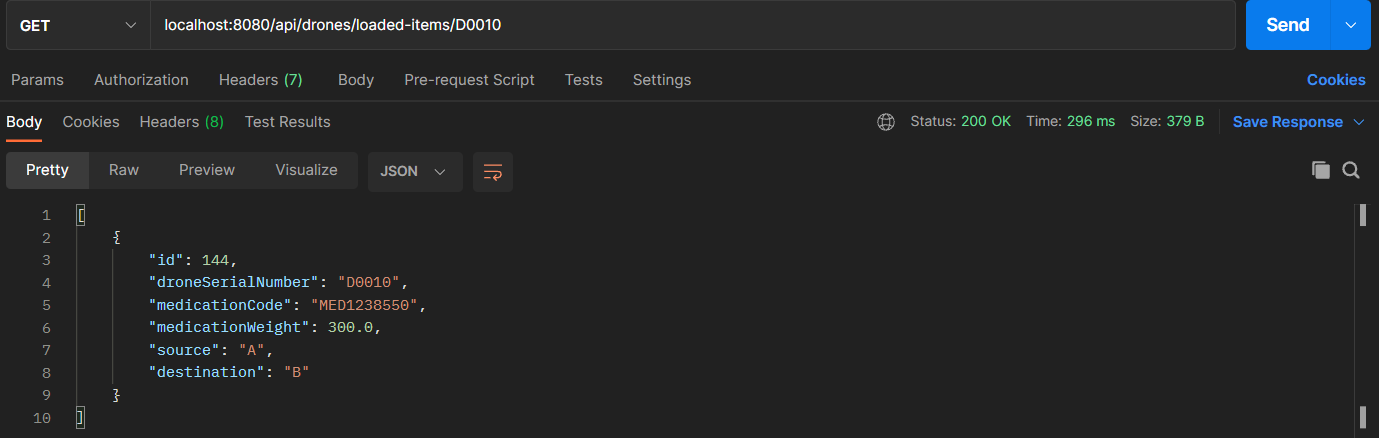 GET localhost:8080/api/drones/loaded-items/D0010 Send
Params Authorization Headers (7) Body Pre-request Script Tests Settings Cookies
Body Cookies Headers (8) Test Results Status: 200 OK Time: 296 ms Size: 379 B Save Response
Pretty Raw Preview Visualize JSON
1 [
2 {
3 "id": 144,
4 "droneSerialNumber": "D0010",
5 "medicationCode": "MED1238550",
6 "medicationWeight": 300.0,
7 "source": "A",
8 "destination": "B"
9 }
10 ]